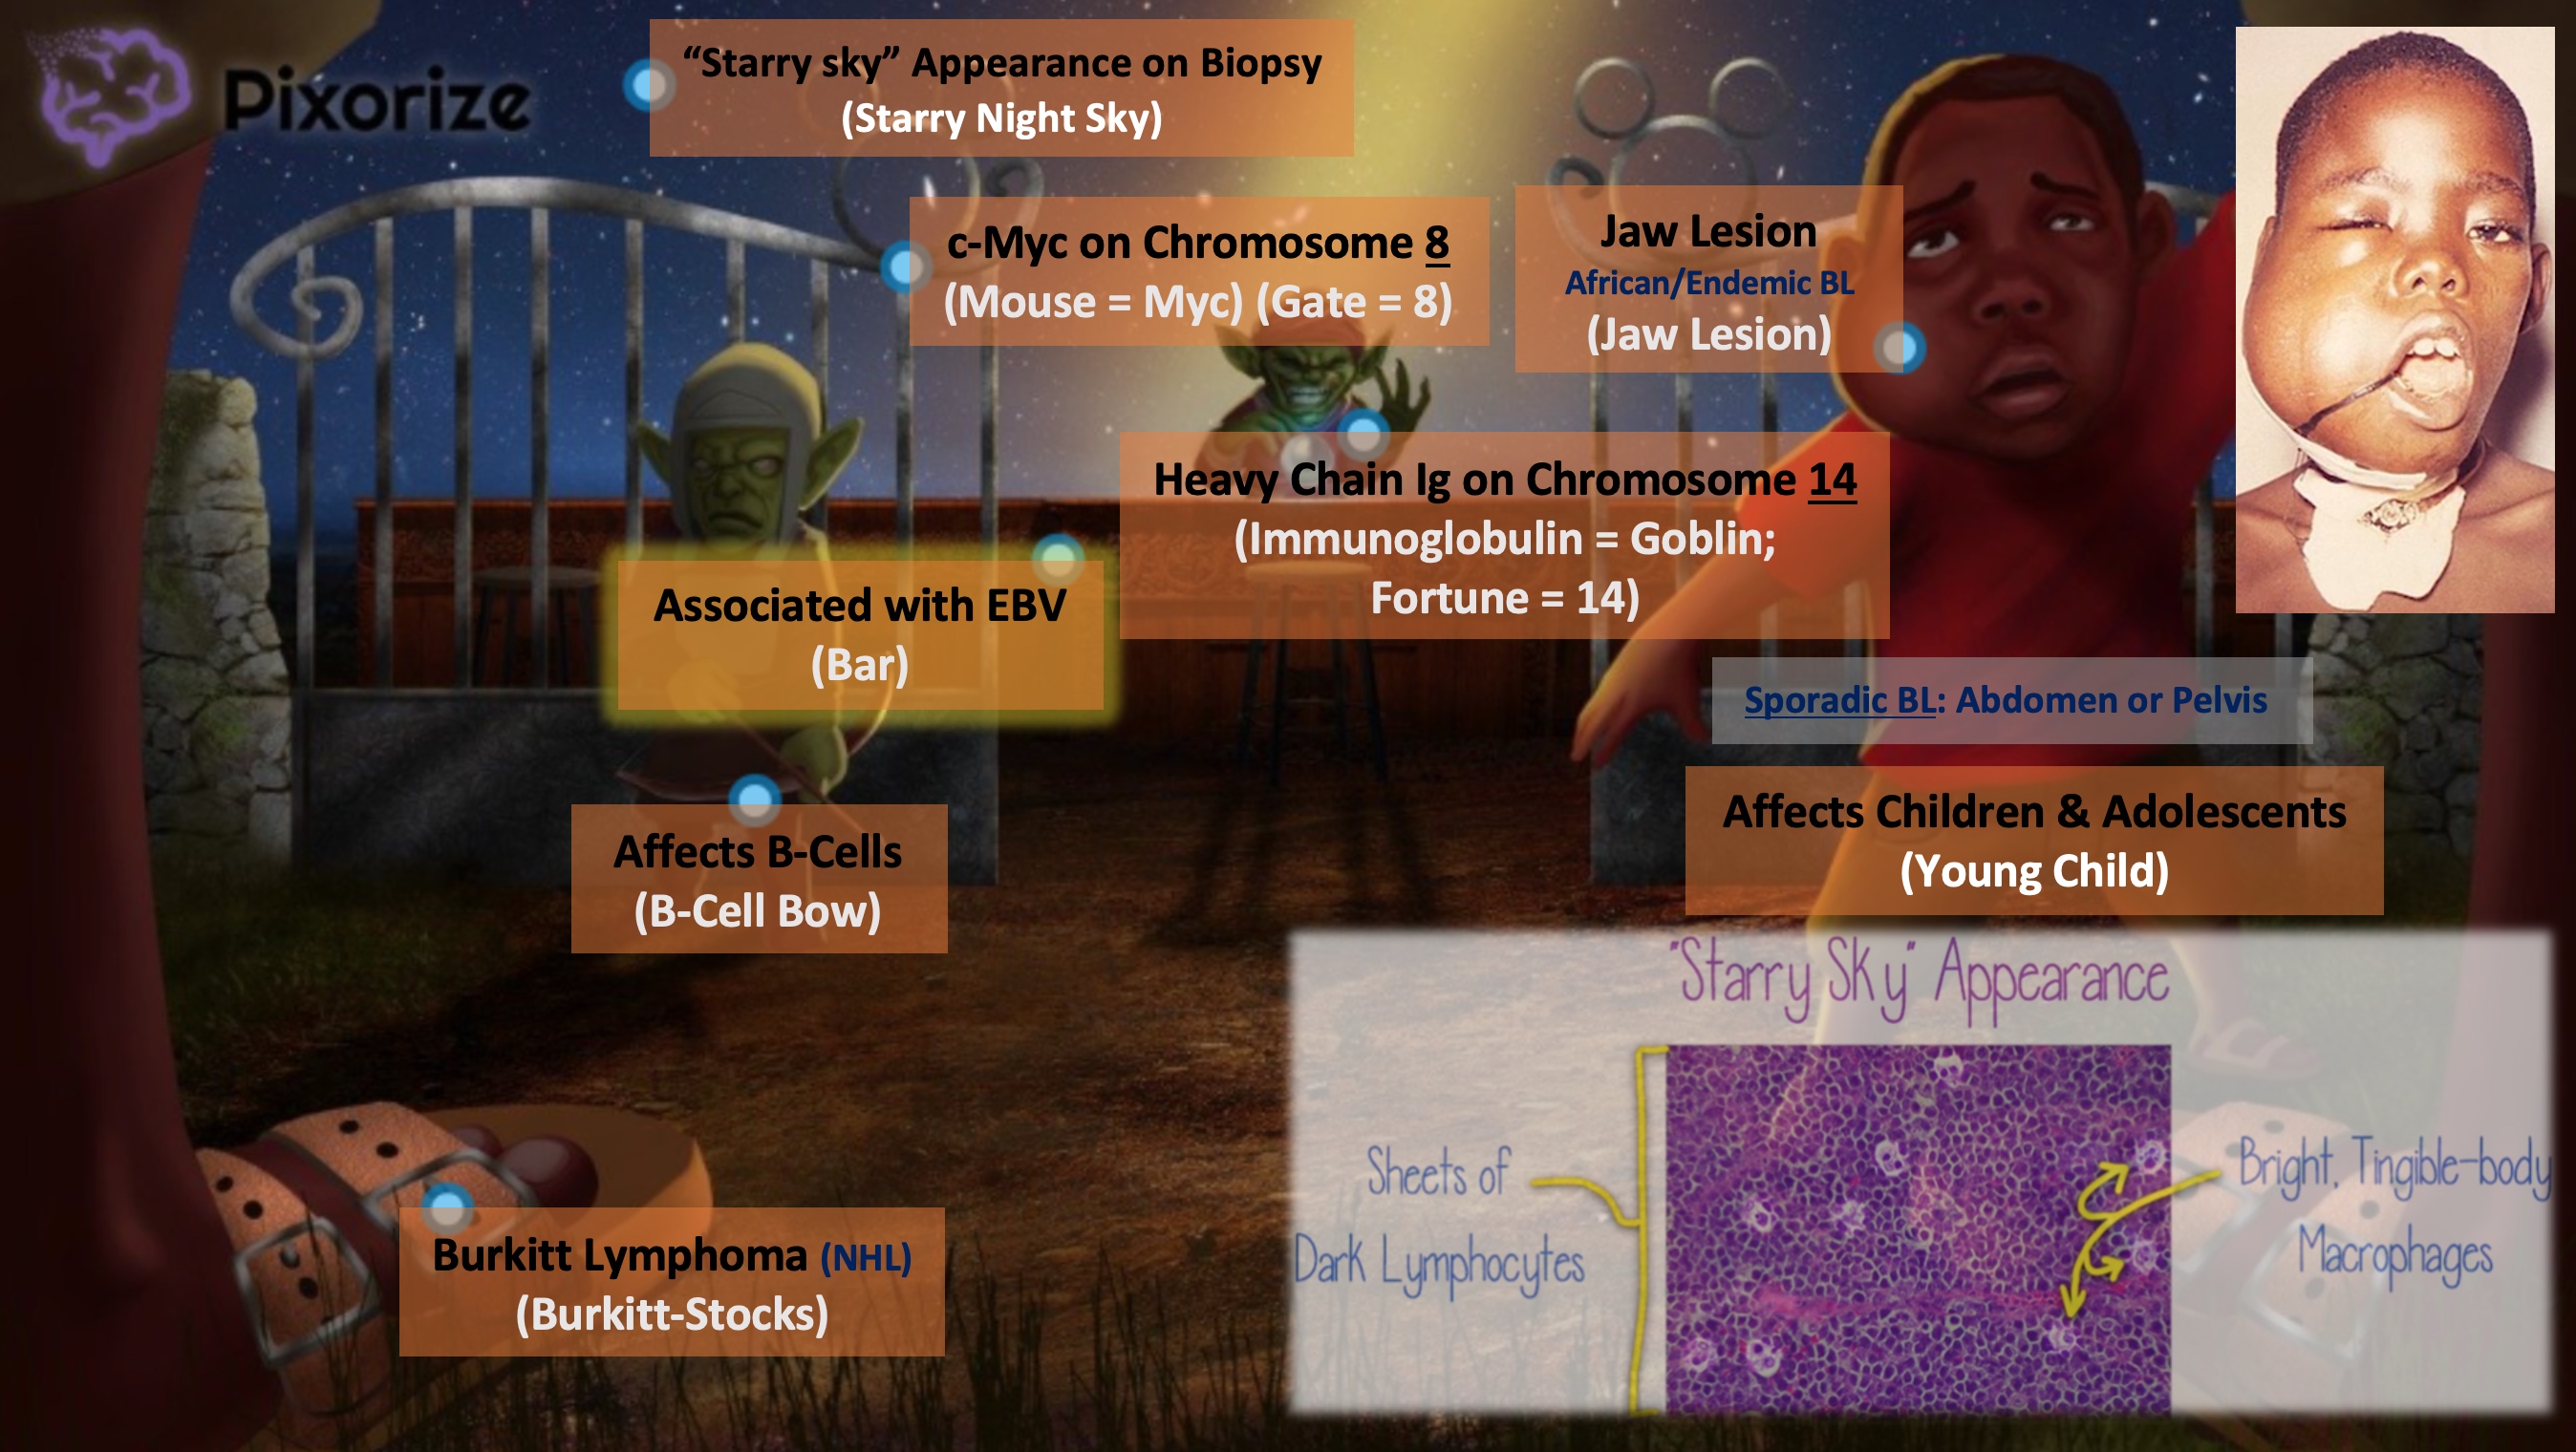 Pixorize
“Starry sky” Appearance on Biopsy
(Starry Night Sky)
c-Myc on Chromosome 8
(Mouse = Myc) (Gate = 8)
Jaw Lesion
African/Endemic BL
(Jaw Lesion)
Heavy Chain Ig on Chromosome 14
(Immunoglobulin = Goblin;
Fortune = 14)
Associated with EBV
(Bar)
Sporadic BL: Abdomen or Pelvis
Affects Children & Adolescents
(Young Child)
Affects B-Cells
(B-Cell Bow)
Burkitt Lymphoma (NHL)
(Burkitt-Stocks)
"Starry Sky" Appearance
Sheets of
Dark Lymphocytes
Bright, Tingible-body
Macrophages